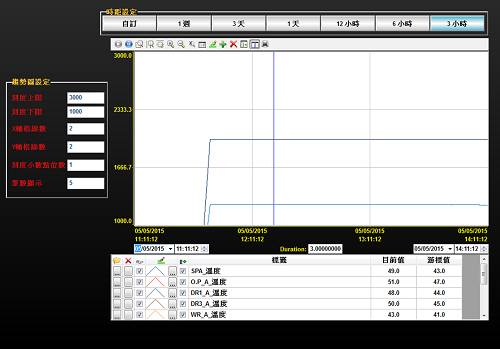 時距設定
自訂 1週 3天 1天 12小時 6小時 3小時
趨勢圖設定
刻度上限 3000
刻度下限 1000
X軸格線數 2
Y軸格線數 2
刻度小數點位數 1
筆數顯示 5
3000.0
2333.3
1666.7
1000.0
05/05/2015 05/05/2015 05/05/2015 05/05/2015
11:11:12 12:11:12 13:11:12 14:11:12
05/05/2015 11:11:12 Duration: 3.00000000 05/05/2015 14:11:12
標籤 目前值 游標值
SPA_溫度 49.0 43.0
O.P_A_溫度 51.0 47.0
DR1_A_溫度 48.0 44.0
DR3_A_溫度 50.0 45.0
WR_A_溫度 43.0 41.0